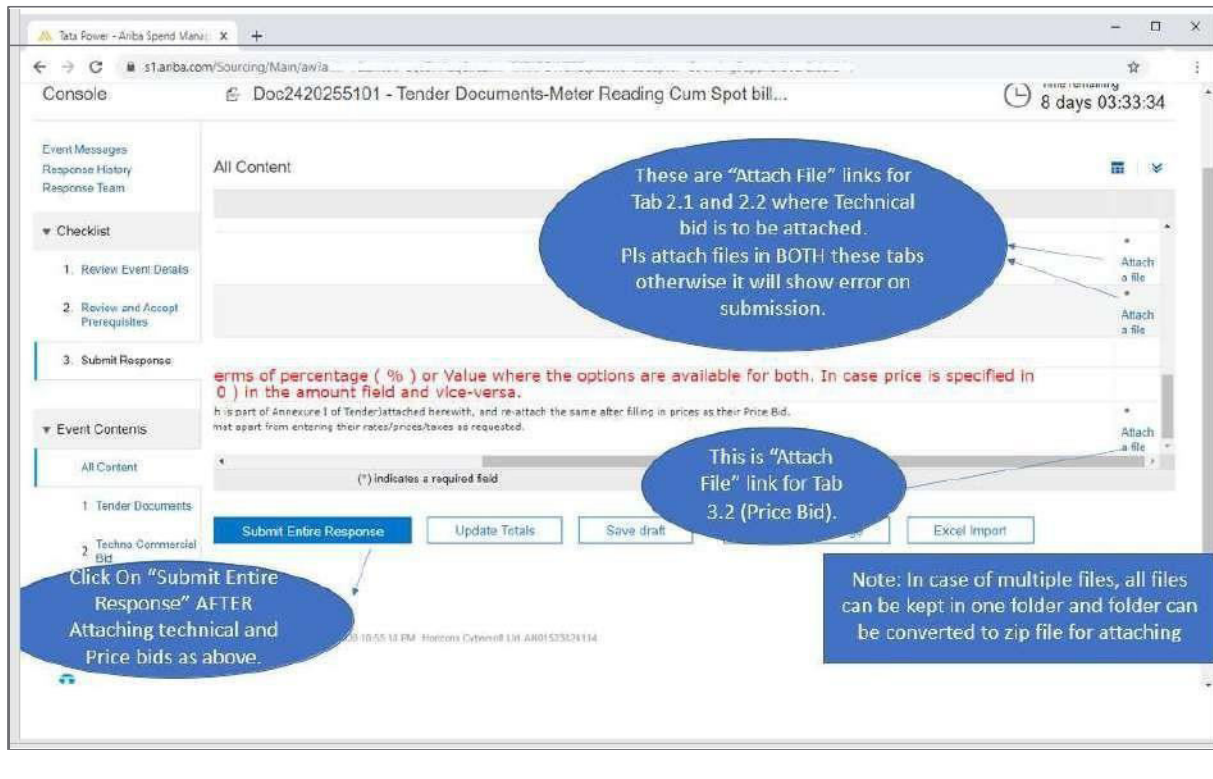 Tata Power - Ariba Spend Mana
s1.ariba.com/Sourcing/Main/aw/a
Console
Doc2420255101 - Tender Documents-Meter Reading Cum Spot bill...
Time remaining
8 days 03:33:34
Event Messages
Response History
Response Team
All Content
These are “Attach File” links for
Tab 2.1 and 2.2 where Technical
bid is to be attached.
Pls attach files in BOTH these tabs
otherwise it will show error on
submission.
▼ Checklist
1. Review Event Details
2. Review and Accept
Prerequisites
3. Submit Response
*
Attach
a file
*
Attach
a file
erms of percentage ( % ) or Value where the options are available for both. In case price is specified in
0 ) in the amount field and vice-versa.
h is part of Annexure I of Tender)attached herewith, and re-attach the same after filling in prices as their Price Bid.
mat apart from entering their rates/prices/taxes as requested.
*
Attach
a file
▼ Event Contents
All Content
1 Tender Documents
2 Techno Commercial
Bid
(*) indicates a required field
This is “Attach
File” link for Tab
3.2 (Price Bid).
Submit Entire Response
Update Totals
Save draft
Excel Import
Click On “Submit Entire
Response” AFTER
Attaching technical and
Price bids as above.
Note: In case of multiple files, all files
can be kept in one folder and folder can
be converted to zip file for attaching